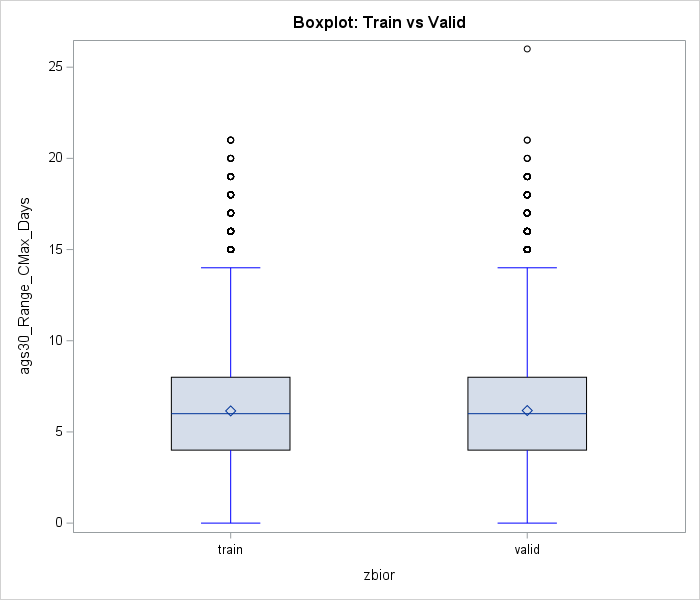 Boxplot: Train vs Valid
ags30_Range_CMax_Days
25
20
15
10
5
0
train
valid
zbior